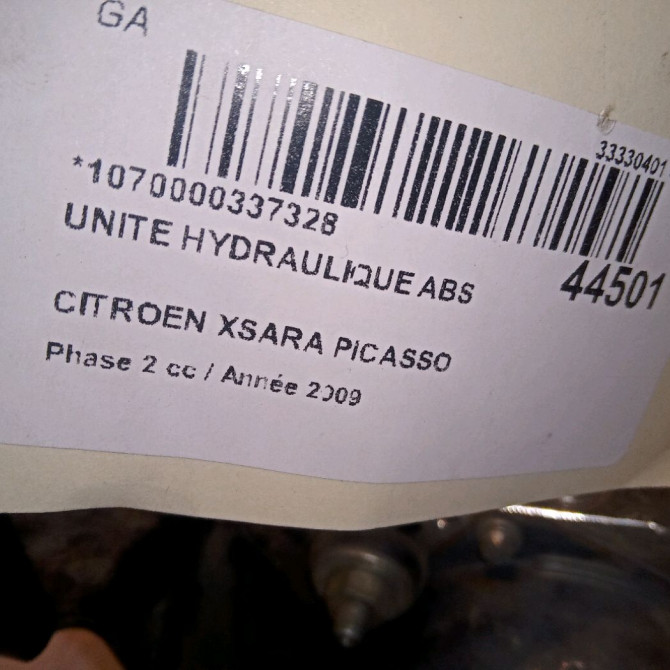 GA
33330401
*1070000337328
44501
UNITE HYDRAULIQUE ABS
CITROEN XSARA PICASSO
Phase 2 cc / Année 2009